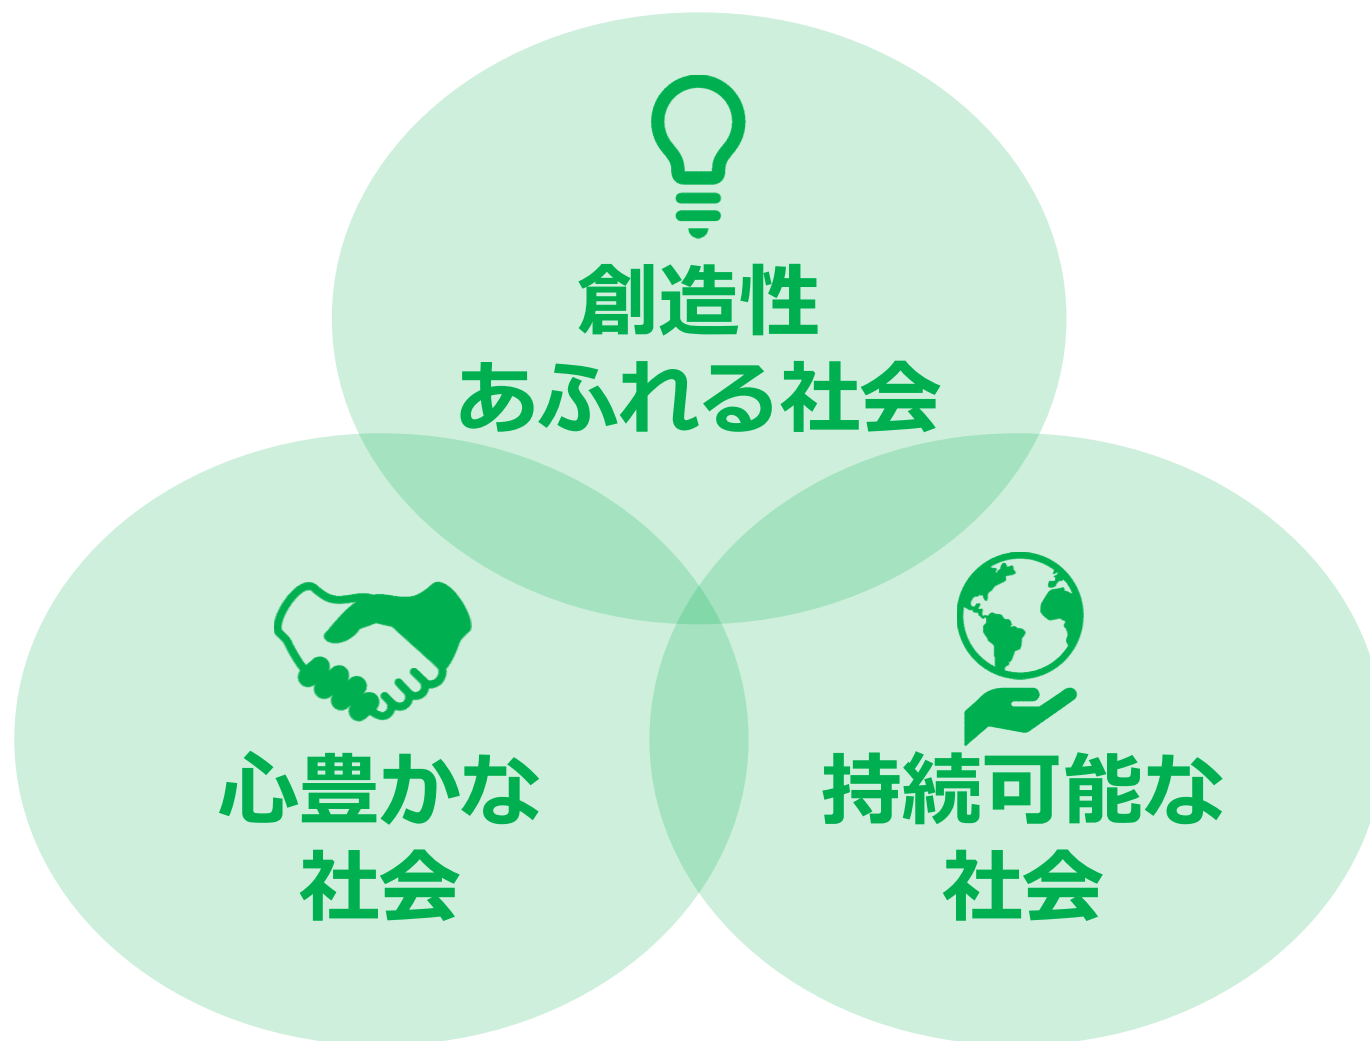 創造性
あふれる社会
心豊かな
社会
持続可能な
社会